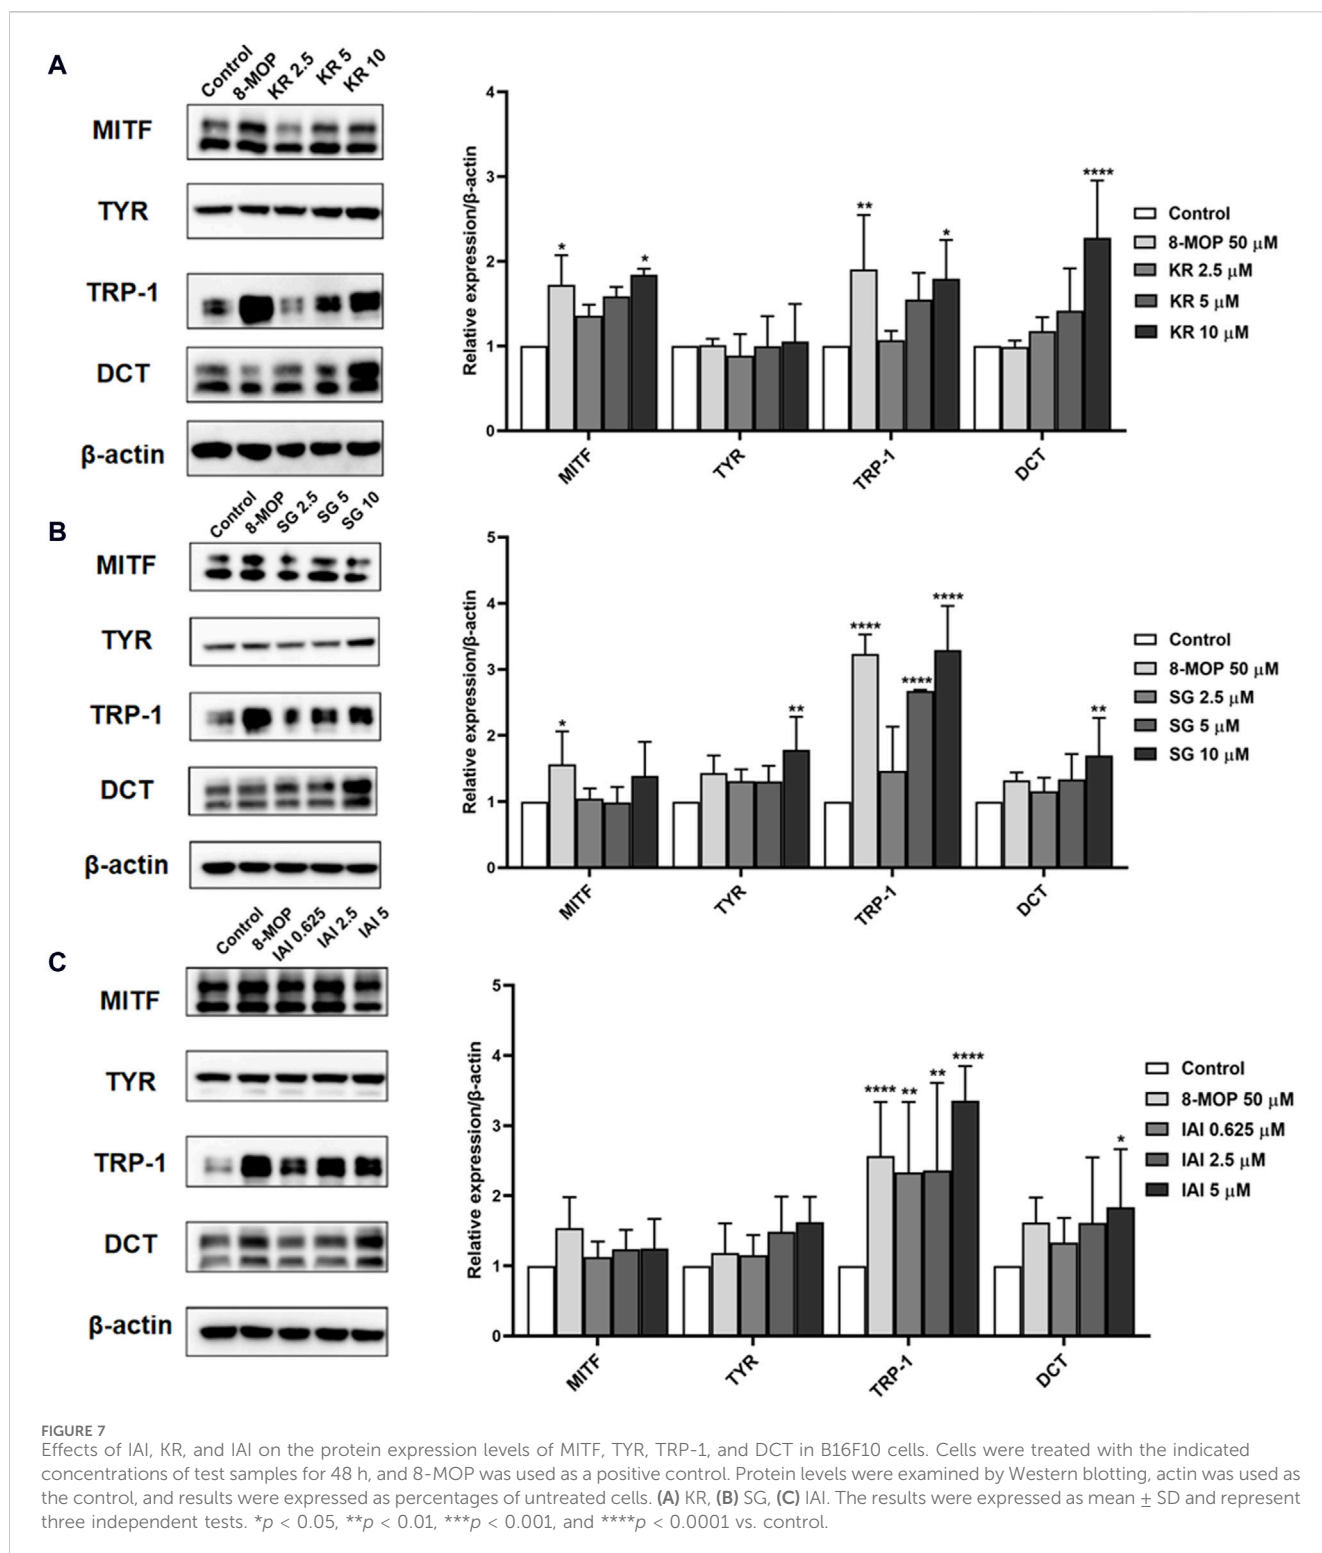 A
Control
8-MOP
KR 2.5
KR 5
KR 10
MITF
TYR
TRP-1
DCT
β-actin
4
3
2
1
0
Relative expression/β-actin
*
*
**
*
****
MITF
TYR
TRP-1
DCT
Control
8-MOP 50 μM
KR 2.5 μM
KR 5 μM
KR 10 μM
B
Control
8-MOP
SG 2.5
SG 5
SG 10
MITF
TYR
TRP-1
DCT
β-actin
5
4
3
2
1
0
Relative expression/β-actin
*
**
****
****
****
**
MITF
TYR
TRP-1
DCT
Control
8-MOP 50 μM
SG 2.5 μM
SG 5 μM
SG 10 μM
C
Control
8-MOP
IAI 0.625
IAI 2.5
IAI 5
MITF
TYR
TRP-1
DCT
β-actin
5
4
3
2
1
0
Relative expression/β-actin
****
**
**
****
*
MITF
TYR
TRP-1
DCT
Control
8-MOP 50 μM
IAI 0.625 μM
IAI 2.5 μM
IAI 5 μM
FIGURE 7
Effects of IAI, KR, and IAI on the protein expression levels of MITF, TYR, TRP-1, and DCT in B16F10 cells. Cells were treated with the indicated
concentrations of test samples for 48 h, and 8-MOP was used as a positive control. Protein levels were examined by Western blotting, actin was used as
the control, and results were expressed as percentages of untreated cells. (A) KR, (B) SG, (C) IAI. The results were expressed as mean ± SD and represent
three independent tests. *p < 0.05, **p < 0.01, ***p < 0.001, and ****p < 0.0001 vs. control.